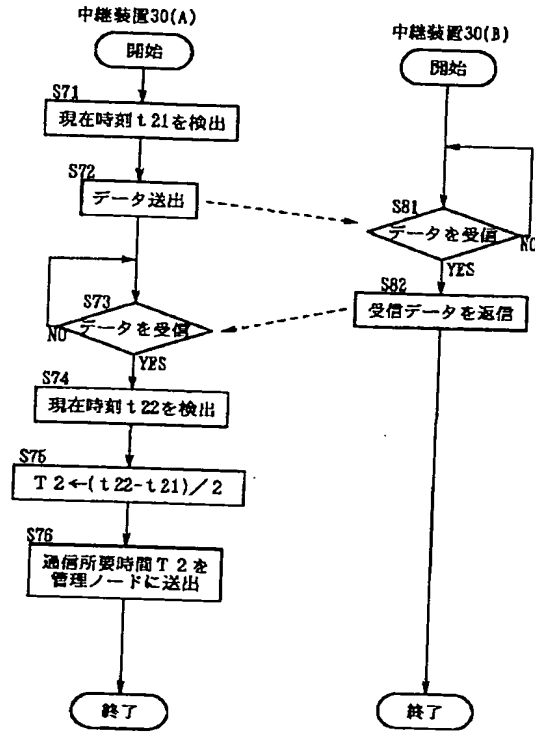 中継装置30(A)
開始
S71
現在時刻t21を検出
S72
データ送出
S73
データを受信
NO
YES
S74
現在時刻t22を検出
S75
T2←(t22-t21)/2
S76
通信所要時間T2を
管理ノードに送出
終了
中継装置30(B)
開始
S81
データを受信
NO
YES
S82
受信データを返信
終了